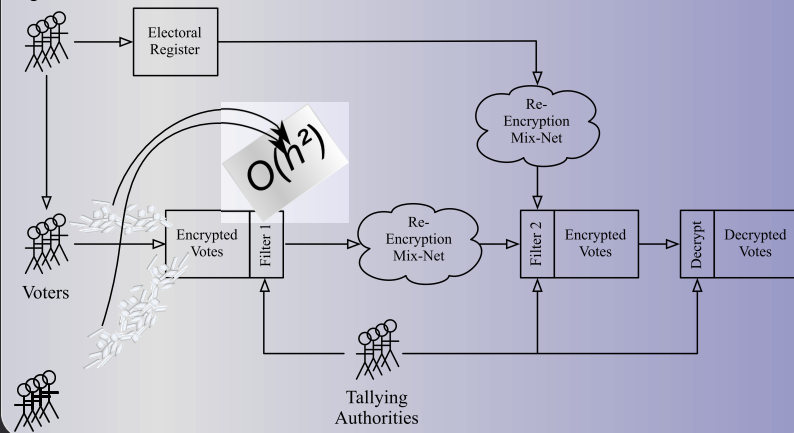 Electoral
Register
Re-
Encryption
Mix-Net
O(n²)
Encrypted
Votes
Filter 1
Re-
Encryption
Mix-Net
Filter 2
Encrypted
Votes
Decrypt
Decrypted
Votes
Voters
Tallying
Authorities